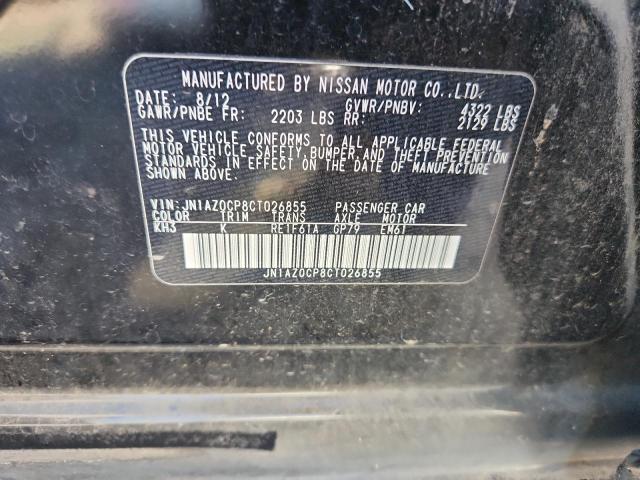 MANUFACTURED BY NISSAN MOTOR CO.,LTD.
DATE: 8/12 GVWR/PNBV: 4322 LBS
GAWR/PNBE FR: 2203 LBS RR: 2129 LBS
THIS VEHICLE CONFORMS TO ALL APPLICABLE FEDERAL
MOTOR VEHICLE SAFETY,BUMPER,AND THEFT PREVENTION
STANDARDS IN EFFECT ON THE DATE OF MANUFACTURE
SHOWN ABOVE.
VIN: JN1AZ0CP8CT026855 PASSENGER CAR
COLOR TRIM TRANS AXLE MOTOR
KH3 K RE1F61A GP79 EM61
JN1AZ0CP8CT026855